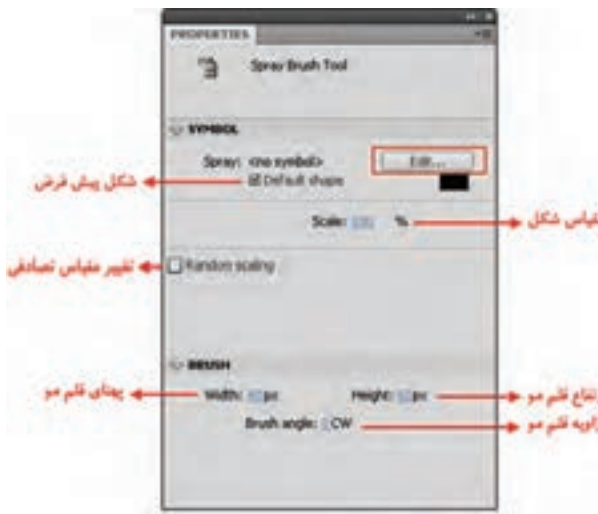 PROPERTIES
Spray Brush Tool
SYMBOL
Spray: <no symbol> Edit...
شکل پیش فرض
Default shape
Scale: %
مقیاس شکل
تغییر مقیاس تصادفی
Random scaling
BRUSH
پهنای قلم مو
Width: px Height: px
ارتفاع قلم مو
Brush angle: CW
زاویه قلم مو